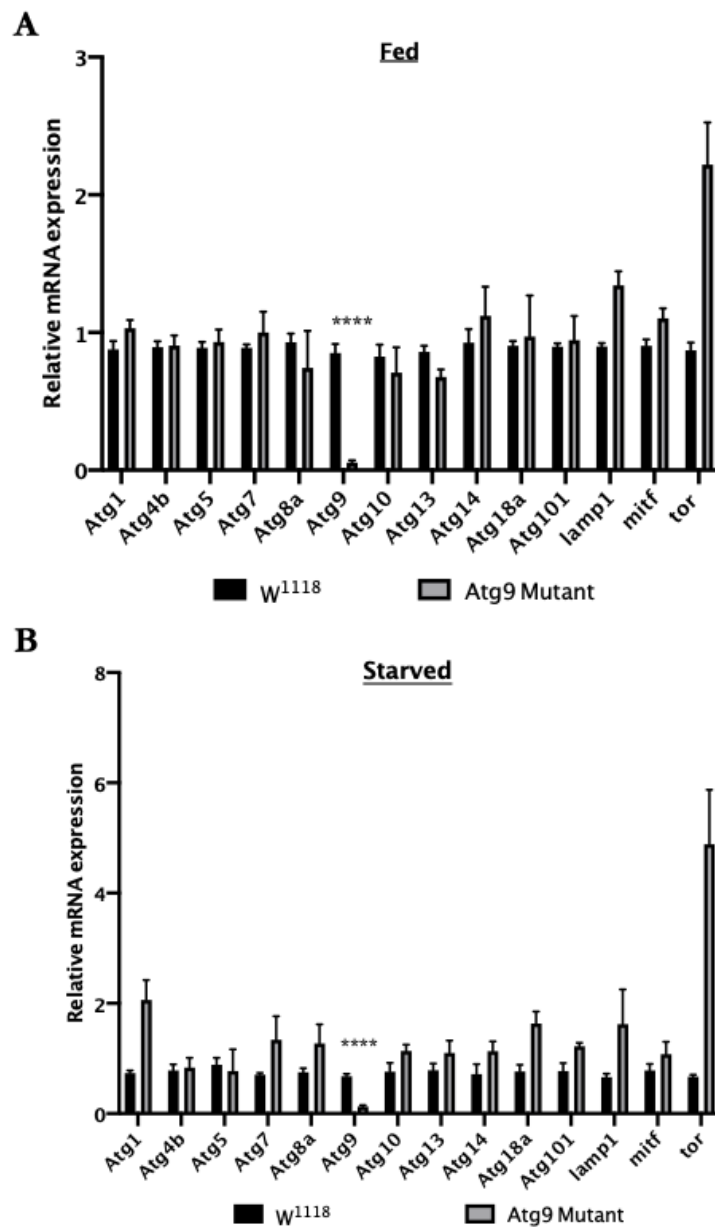 A
Fed
Relative mRNA expression
3
2
1
0
****
Atg1
Atg4b
Atg5
Atg7
Atg8a
Atg9
Atg10
Atg13
Atg14
Atg18a
Atg101
lamp1
mitf
tor
W1118
Atg9 Mutant
B
Starved
Relative mRNA expression
8
6
4
2
0
****
Atg1
Atg4b
Atg5
Atg7
Atg8a
Atg9
Atg10
Atg13
Atg14
Atg18a
Atg101
lamp1
mitf
tor
W1118
Atg9 Mutant